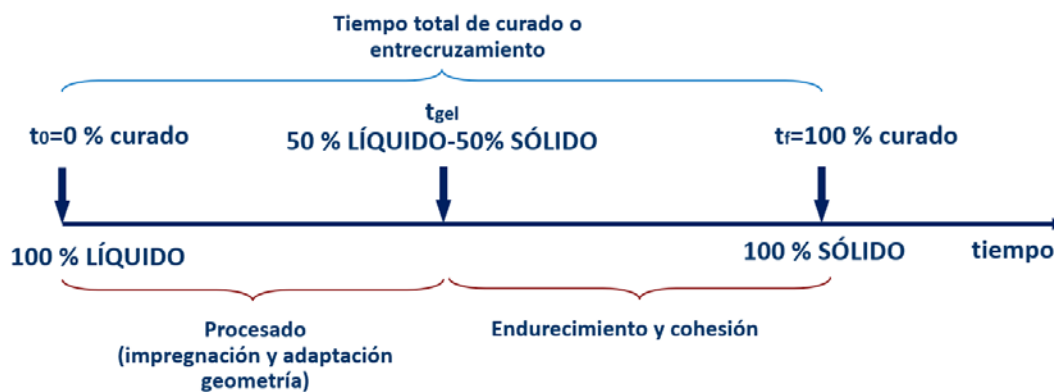 Tiempo total de curado o
entrecruzamiento
t0=0 % curado
tgel
50 % LÍQUIDO-50% SÓLIDO
tf=100% curado
100 % LÍQUIDO
100 % SÓLIDO
tiempo
Procesado
(impregnación y adaptación
geometría)
Endurecimiento y cohesión